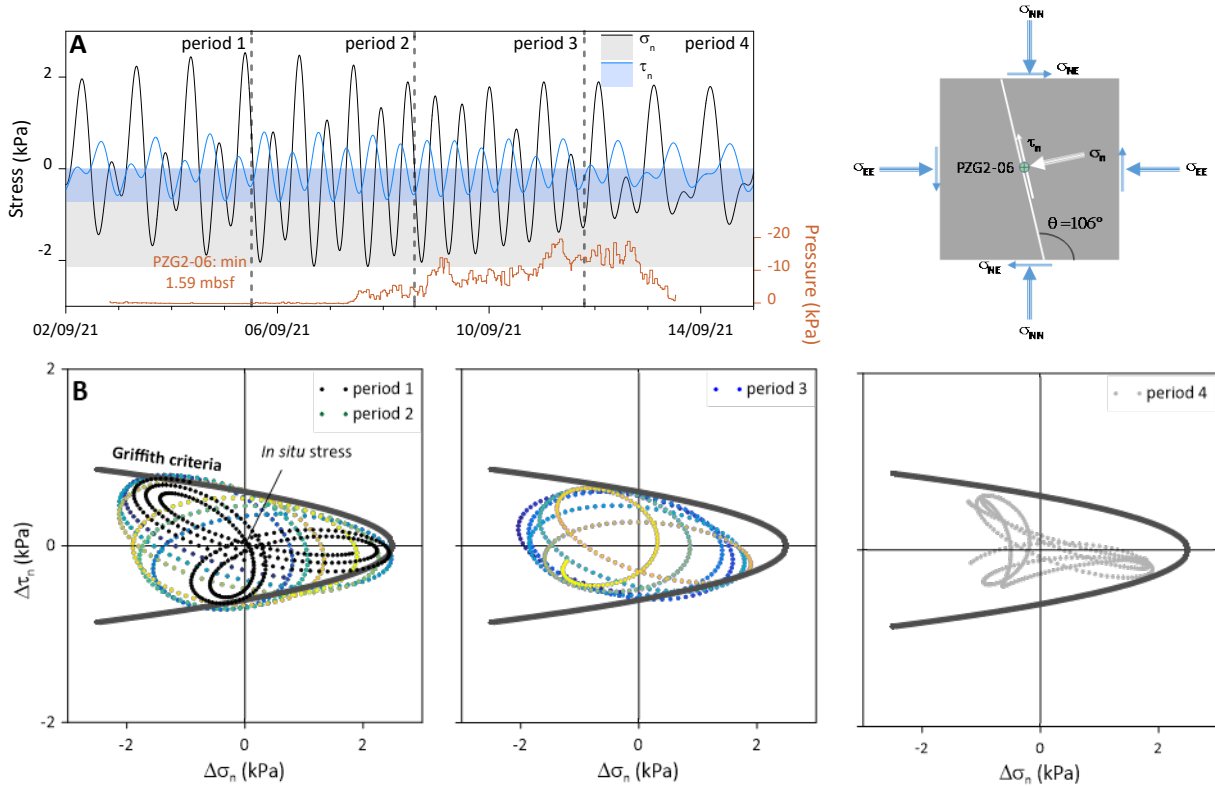 A
period 1
period 2
period 3
period 4
σn
τn
Stress (kPa)
2
0
-2
PZG2-06: min
1.59 mbsf
-20
-10
0
Pressure (kPa)
02/09/21
06/09/21
10/09/21
14/09/21
σNN
σNE
σEE
τn
σn
PZG2-06
σEE
θ =106°
σNE
σNN
B
period 1
period 2
Griffith criteria
In situ stress
2
0
-2
Δτn (kPa)
-2
0
2
Δσn (kPa)
period 3
-2
0
2
Δσn (kPa)
period 4
-2
0
2
Δσn (kPa)